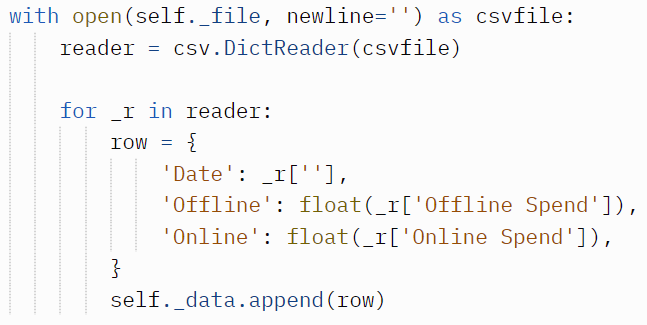 with open(self._file, newline='') as csvfile:
    reader = csv.DictReader(csvfile)

    for _r in reader:
        row = {
            'Date': _r[''],
            'Offline': float(_r['Offline Spend']),
            'Online': float(_r['Online Spend']),
        }
        self._data.append(row)